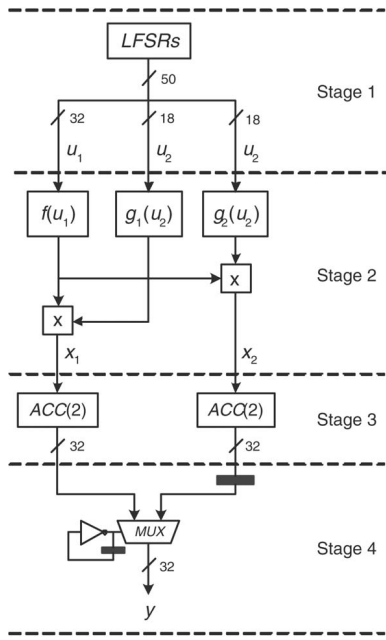 LFSRs
50
Stage 1
32
18
18
u1
u2
u2
f(u1)
g1(u2)
g2(u2)
x
Stage 2
x
x1
x2
ACC(2)
ACC(2)
Stage 3
32
32
MUX
Stage 4
32
y